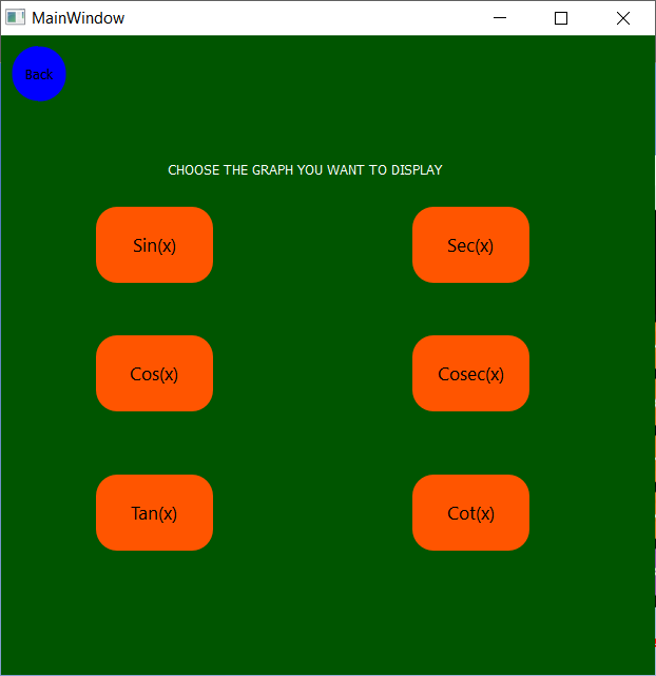 MainWindow
Back
CHOOSE THE GRAPH YOU WANT TO DISPLAY
Sin(x)
Sec(x)
Cos(x)
Cosec(x)
Tan(x)
Cot(x)